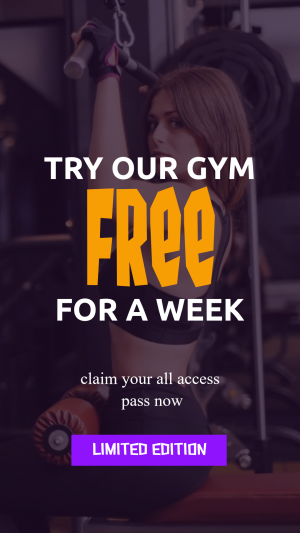 TRY OUR GYM
FREE
FOR A WEEK
claim your all access
pass now
LIMITED EDITION